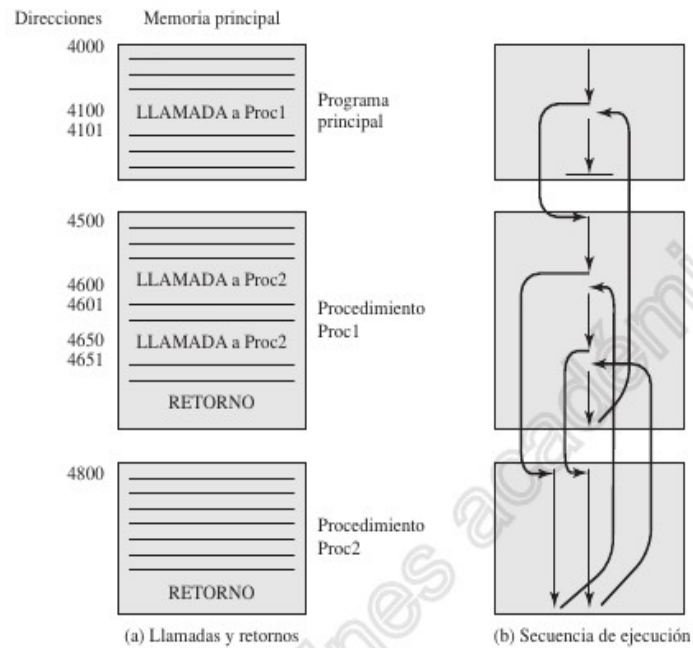 Direcciones
Memoria principal
4000
4100
LLAMADA a Proc1
4101
Programa
principal
4500
4600
LLAMADA a Proc2
4601
4650
LLAMADA a Proc2
4651
RETORNO
Procedimiento
Proc1
4800
Procedimiento
Proc2
RETORNO
(a) Llamadas y retornos
(b) Secuencia de ejecución